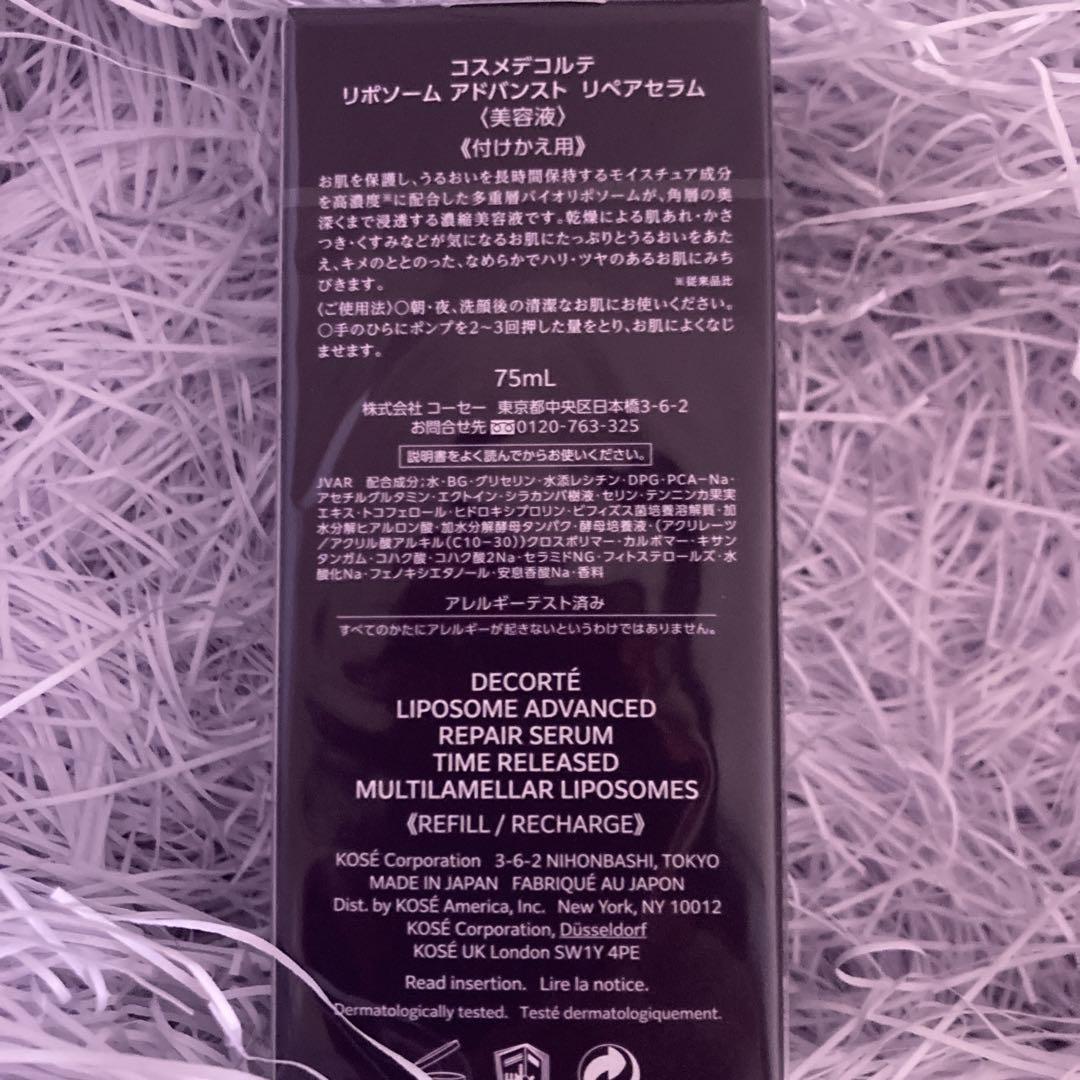 コスメデコルテ
リポソーム アドバンスト リペアセラム
〈美容液〉
《付けかえ用》
お肌を保護し、うるおいを長時間保持するモイスチュア成分
を高濃度※に配合した多重層バイオリポソームが、角層の奥
深くまで浸透する濃縮美容液です。乾燥による肌あれ・かさ
つき・くすみなどが気になるお肌にたっぷりとうるおいをあた
え、キメのととのった、なめらかでハリ・ツヤのあるお肌にみち
びきます。 ※従来品比
〈ご使用法〉○朝・夜、洗顔後の清潔なお肌にお使いください。
○手のひらにポンプを2～3回押した量をとり、お肌によくなじ
ませます。
75mL
株式会社 コーセー 東京都中央区日本橋3-6-2
お問合せ先 0120-763-325
説明書をよく読んでからお使いください。
JVAR 配合成分;水・BG・グリセリン・水添レシチン・DPG・PCA-Na・
アセチルグルタミン・エクトイン・シラカンバ樹液・セリン・テンニンカ果実
エキス・トコフェロール・ヒドロキシプロリン・ビフィズス菌培養溶解質・加
水分解ヒアルロン酸・加水分解酵母タンパク・酵母培養液・(アクリレーツ
/アクリル酸アルキル(C10-30))クロスポリマー・カルボマー・キサン
タンガム・コハク酸・コハク酸2Na・セラミドNG・フィトステロールズ・水
酸化Na・フェノキシエタノール・安息香酸Na・香料
アレルギーテスト済み
すべてのかたにアレルギーが起きないというわけではありません。
DECORTÉ
LIPOSOME ADVANCED
REPAIR SERUM
TIME RELEASED
MULTILAMELLAR LIPOSOMES
《REFILL / RECHARGE》
KOSÉ Corporation 3-6-2 NIHONBASHI, TOKYO
MADE IN JAPAN FABRIQUÉ AU JAPON
Dist. by KOSÉ America, Inc. New York, NY 10012
KOSÉ Corporation, Düsseldorf
KOSÉ UK London SW1Y 4PE
Read insertion. Lire la notice.
Dermatologically tested. Testé dermatologiquement.